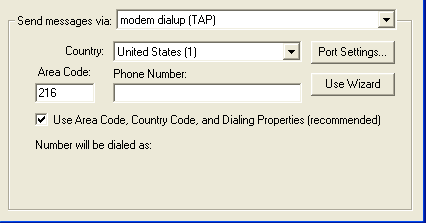 Send messages via: modem dialup (TAP)
Country: United States (1) Port Settings...
Area Code: Phone Number:
216 Use Wizard
Use Area Code, Country Code, and Dialing Properties (recommended)
Number will be dialed as: